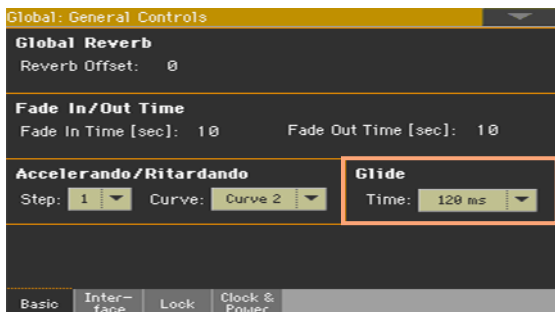 Global: General Controls
Global Reverb
Reverb Offset: 0
Fade In/Out Time
Fade In Time [sec]: 10 Fade Out Time [sec]: 10
Accelerando/Ritardando Glide
Step: 1 Curve: Curve 2 Time: 120 ms
Basic Inter-
face Lock Clock &
Power